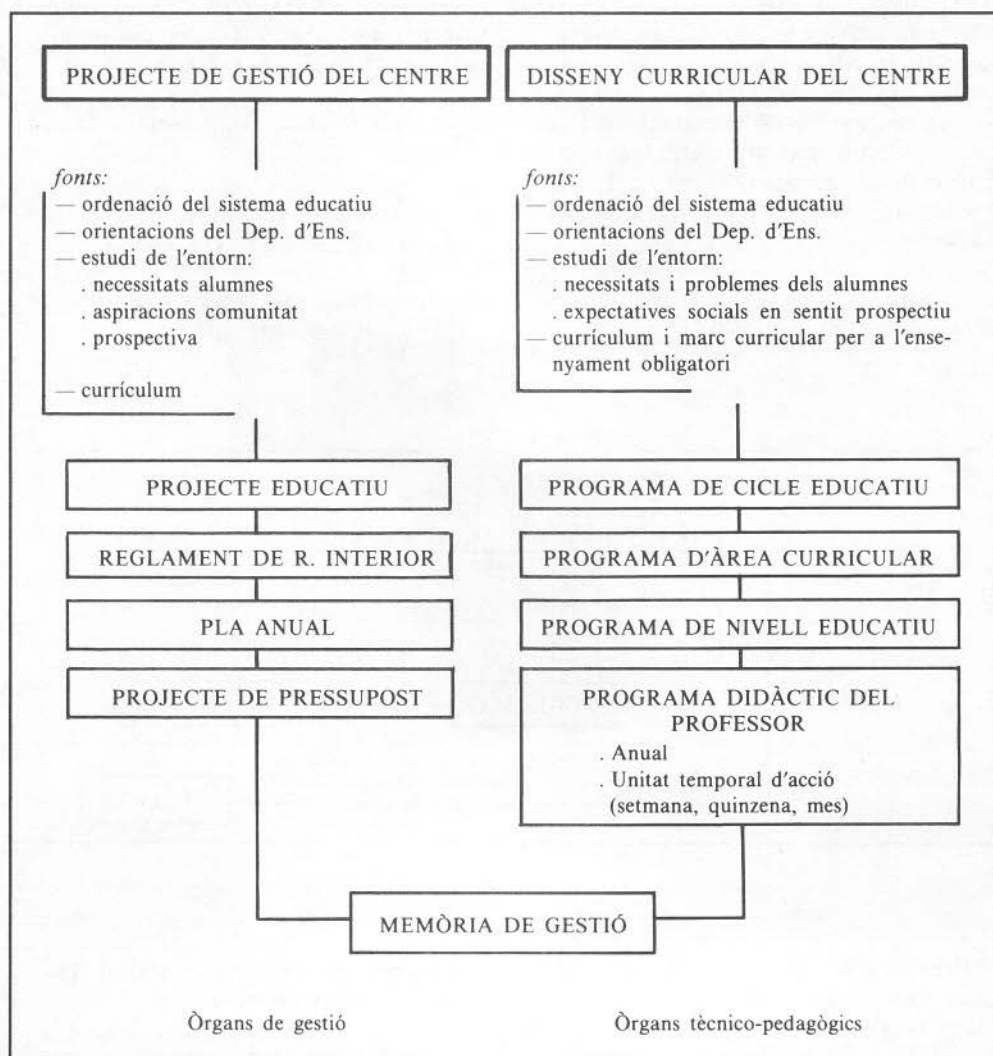 PROJECTE DE GESTIÓ DEL CENTRE
fonts:
— ordenació del sistema educatiu
— orientacions del Dep. d'Ens.
— estudi de l'entorn:
. necessitats alumnes
. aspiracions comunitat
. prospectiva
— currículum
PROJECTE EDUCATIU
REGLAMENT DE R. INTERIOR
PLA ANUAL
PROJECTE DE PRESSUPOST
DISSENY CURRICULAR DEL CENTRE
fonts:
— ordenació del sistema educatiu
— orientacions del Dep. d'Ens.
— estudi de l'entorn:
. necessitats i problemes dels alumnes
. expectatives socials en sentit prospectiu
— currículum i marc curricular per a l'ense-
nyament obligatori
PROGRAMA DE CICLE EDUCATIU
PROGRAMA D'ÀREA CURRICULAR
PROGRAMA DE NIVELL EDUCATIU
PROGRAMA DIDÀCTIC DEL
PROFESSOR
. Anual
. Unitat temporal d'acció
(setmana, quinzena, mes)
MEMÒRIA DE GESTIÓ
Òrgans de gestió
Òrgans tècnico-pedagògics